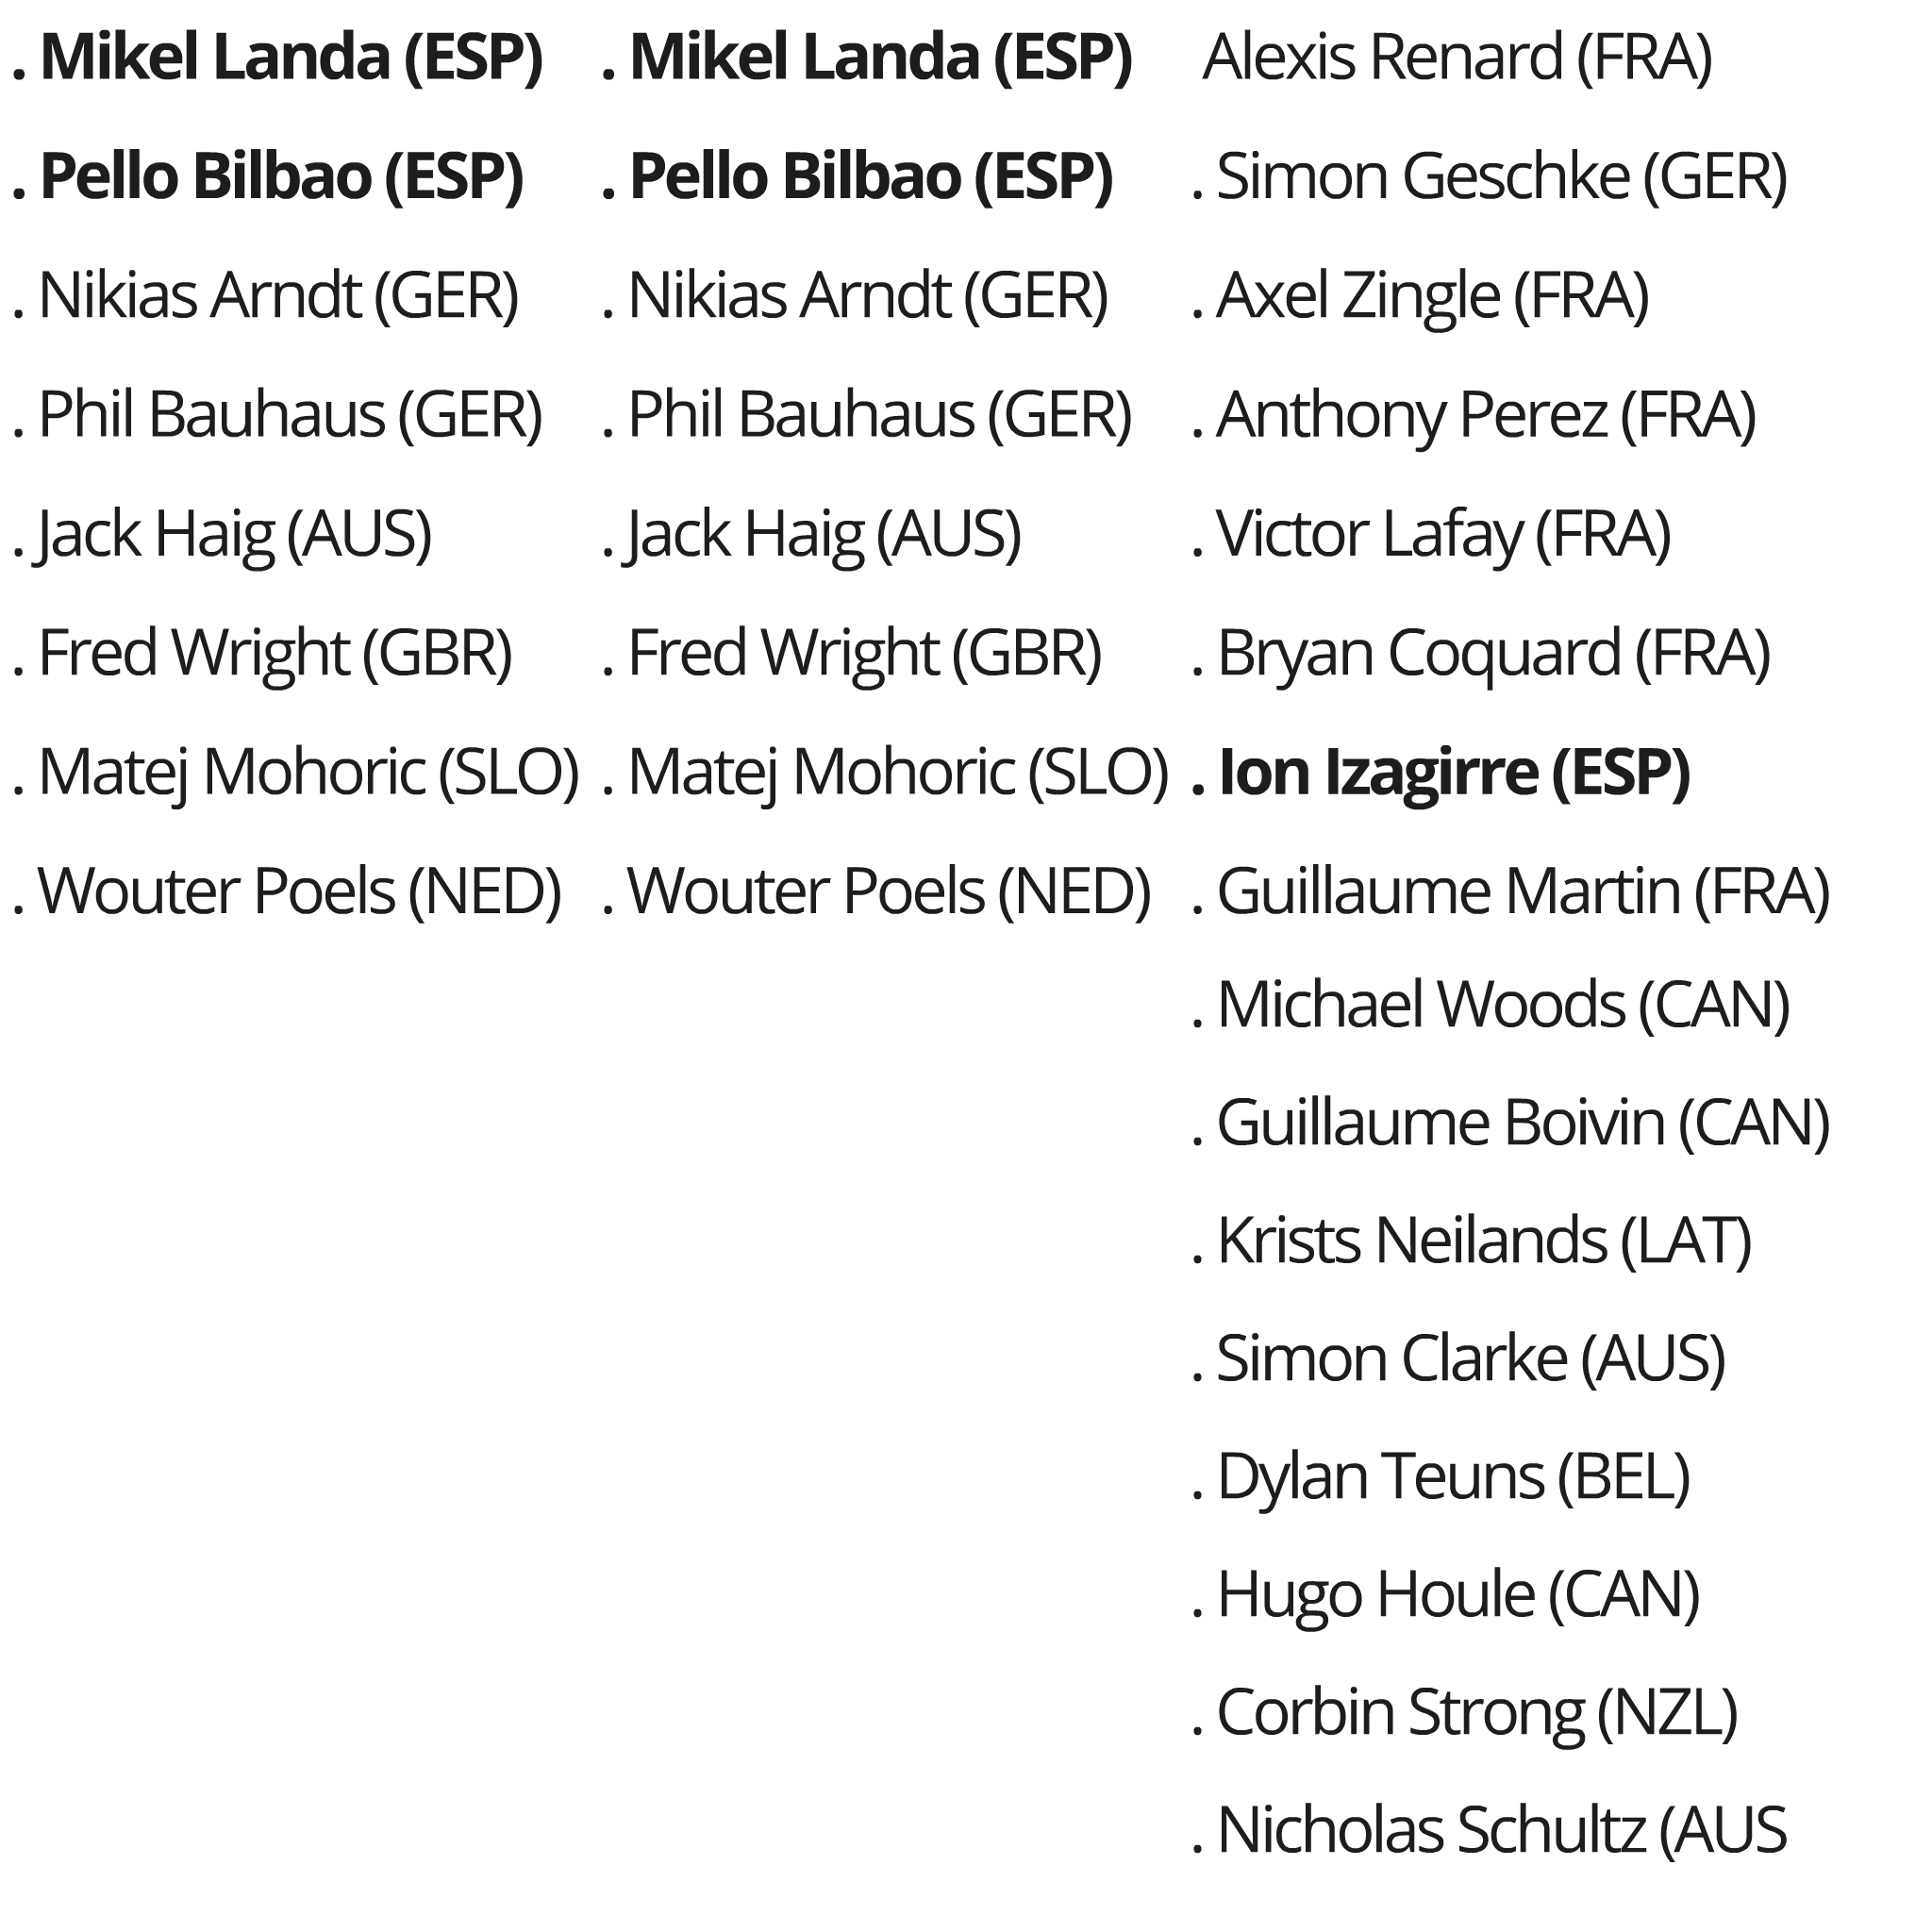 . Mikel Landa (ESP)
. Pello Bilbao (ESP)
. Nikias Arndt (GER)
. Phil Bauhaus (GER)
. Jack Haig (AUS)
. Fred Wright (GBR)
. Matej Mohoric (SLO)
. Wouter Poels (NED)
. Mikel Landa (ESP)
. Pello Bilbao (ESP)
. Nikias Arndt (GER)
. Phil Bauhaus (GER)
. Jack Haig (AUS)
. Fred Wright (GBR)
. Matej Mohoric (SLO)
. Wouter Poels (NED)
Alexis Renard (FRA)
. Simon Geschke (GER)
. Axel Zingle (FRA)
. Anthony Perez (FRA)
. Victor Lafay (FRA)
. Bryan Coquard (FRA)
. Ion Izagirre (ESP)
. Guillaume Martin (FRA)
. Michael Woods (CAN)
. Guillaume Boivin (CAN)
. Krists Neilands (LAT)
. Simon Clarke (AUS)
. Dylan Teuns (BEL)
. Hugo Houle (CAN)
. Corbin Strong (NZL)
. Nicholas Schultz (AUS